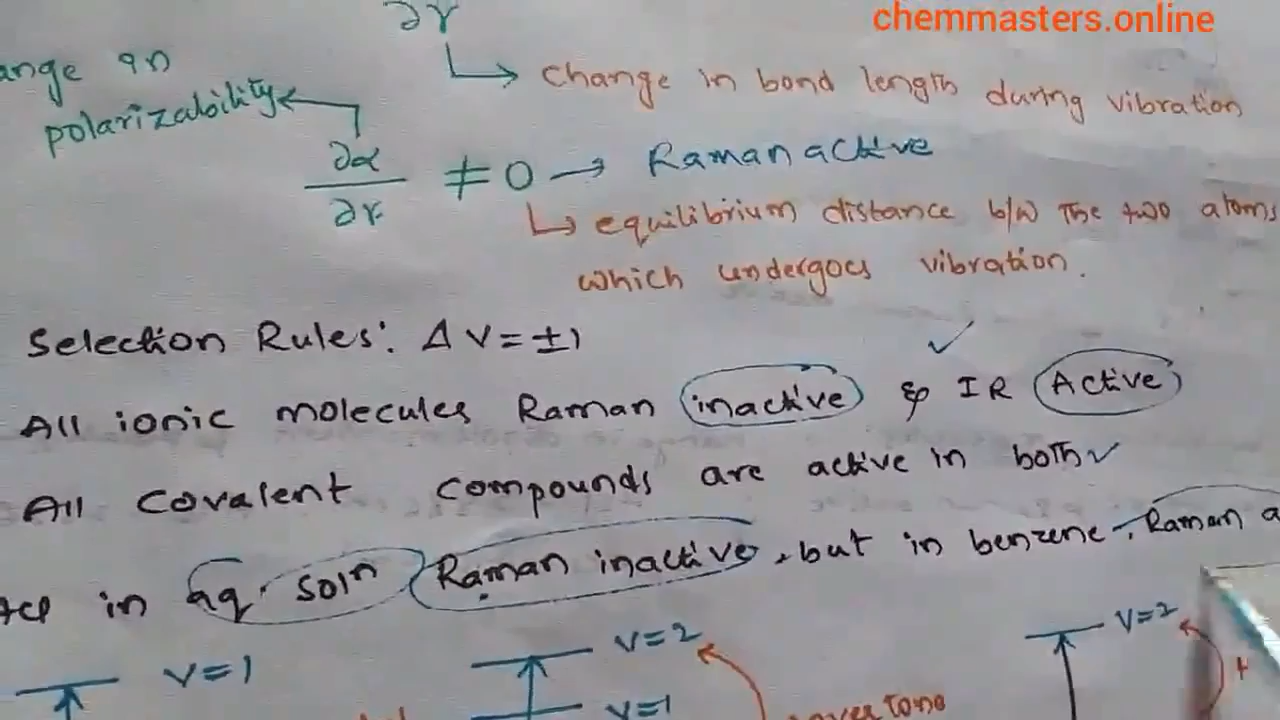 ∂r
chemmasters.online
ange in
polarizability
Change in bond length during vibration
∂α
∂r
≠ 0 → Raman active
equilibrium distance b/w The two atoms
which undergoes vibration.
Selection Rules: Δ V = ±1
All ionic molecules Raman inactive & IR Active
All Covalent compounds are active in both
in aq. soln Raman inactive, but in benzene, Raman a
V=1
V=2
V=1
over tone
V=2